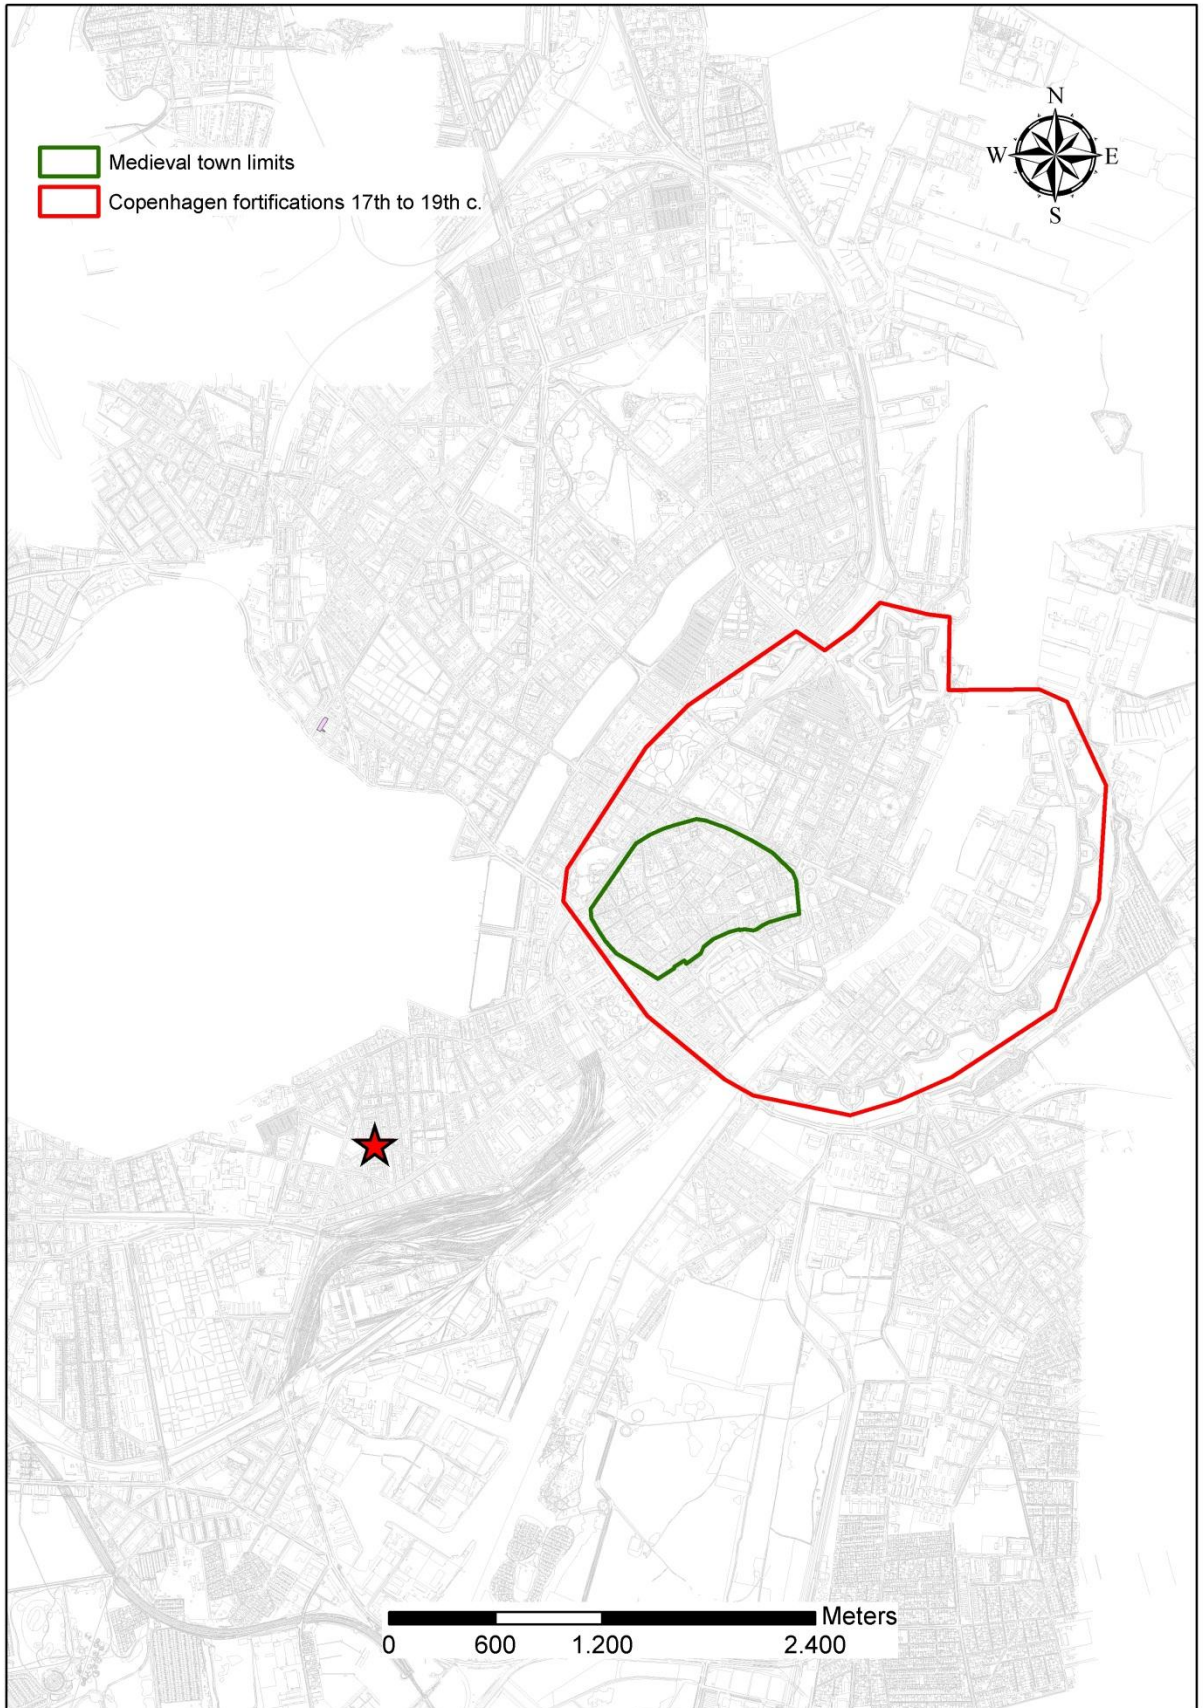 N
W E
S
Medieval town limits
Copenhagen fortifications 17th to 19th c.
Meters
0 600 1.200 2.400